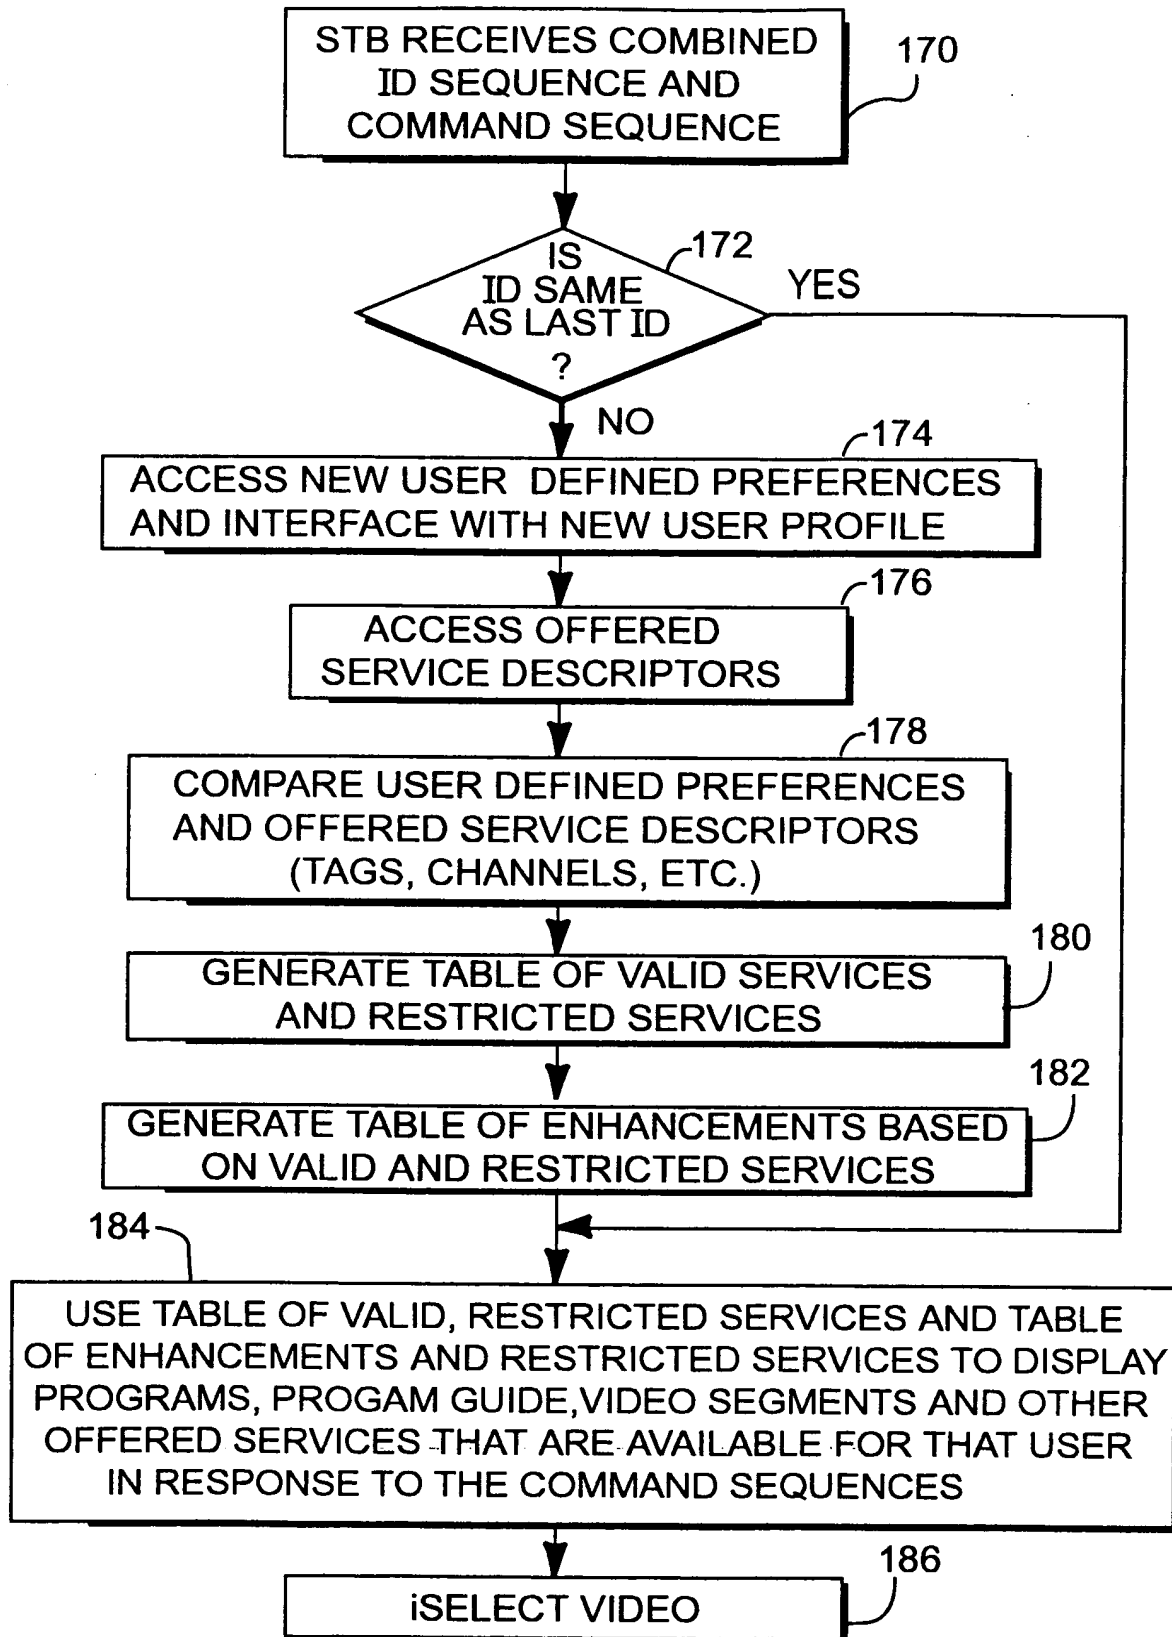 STB RECEIVES COMBINED
ID SEQUENCE AND
COMMAND SEQUENCE
170
IS
ID SAME
AS LAST ID
?
172
YES
NO
174
ACCESS NEW USER DEFINED PREFERENCES
AND INTERFACE WITH NEW USER PROFILE
176
ACCESS OFFERED
SERVICE DESCRIPTORS
178
COMPARE USER DEFINED PREFERENCES
AND OFFERED SERVICE DESCRIPTORS
(TAGS, CHANNELS, ETC.)
180
GENERATE TABLE OF VALID SERVICES
AND RESTRICTED SERVICES
182
GENERATE TABLE OF ENHANCEMENTS BASED
ON VALID AND RESTRICTED SERVICES
184
USE TABLE OF VALID, RESTRICTED SERVICES AND TABLE
OF ENHANCEMENTS AND RESTRICTED SERVICES TO DISPLAY
PROGRAMS, PROGAM GUIDE,VIDEO SEGMENTS AND OTHER
OFFERED SERVICES THAT ARE AVAILABLE FOR THAT USER
IN RESPONSE TO THE COMMAND SEQUENCES
186
iSELECT VIDEO